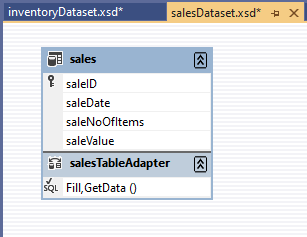 inventoryDataset.xsd*
salesDataset.xsd*
sales
saleID
saleDate
saleNoOfItems
saleValue
salesTableAdapter
SQL Fill,GetData ()